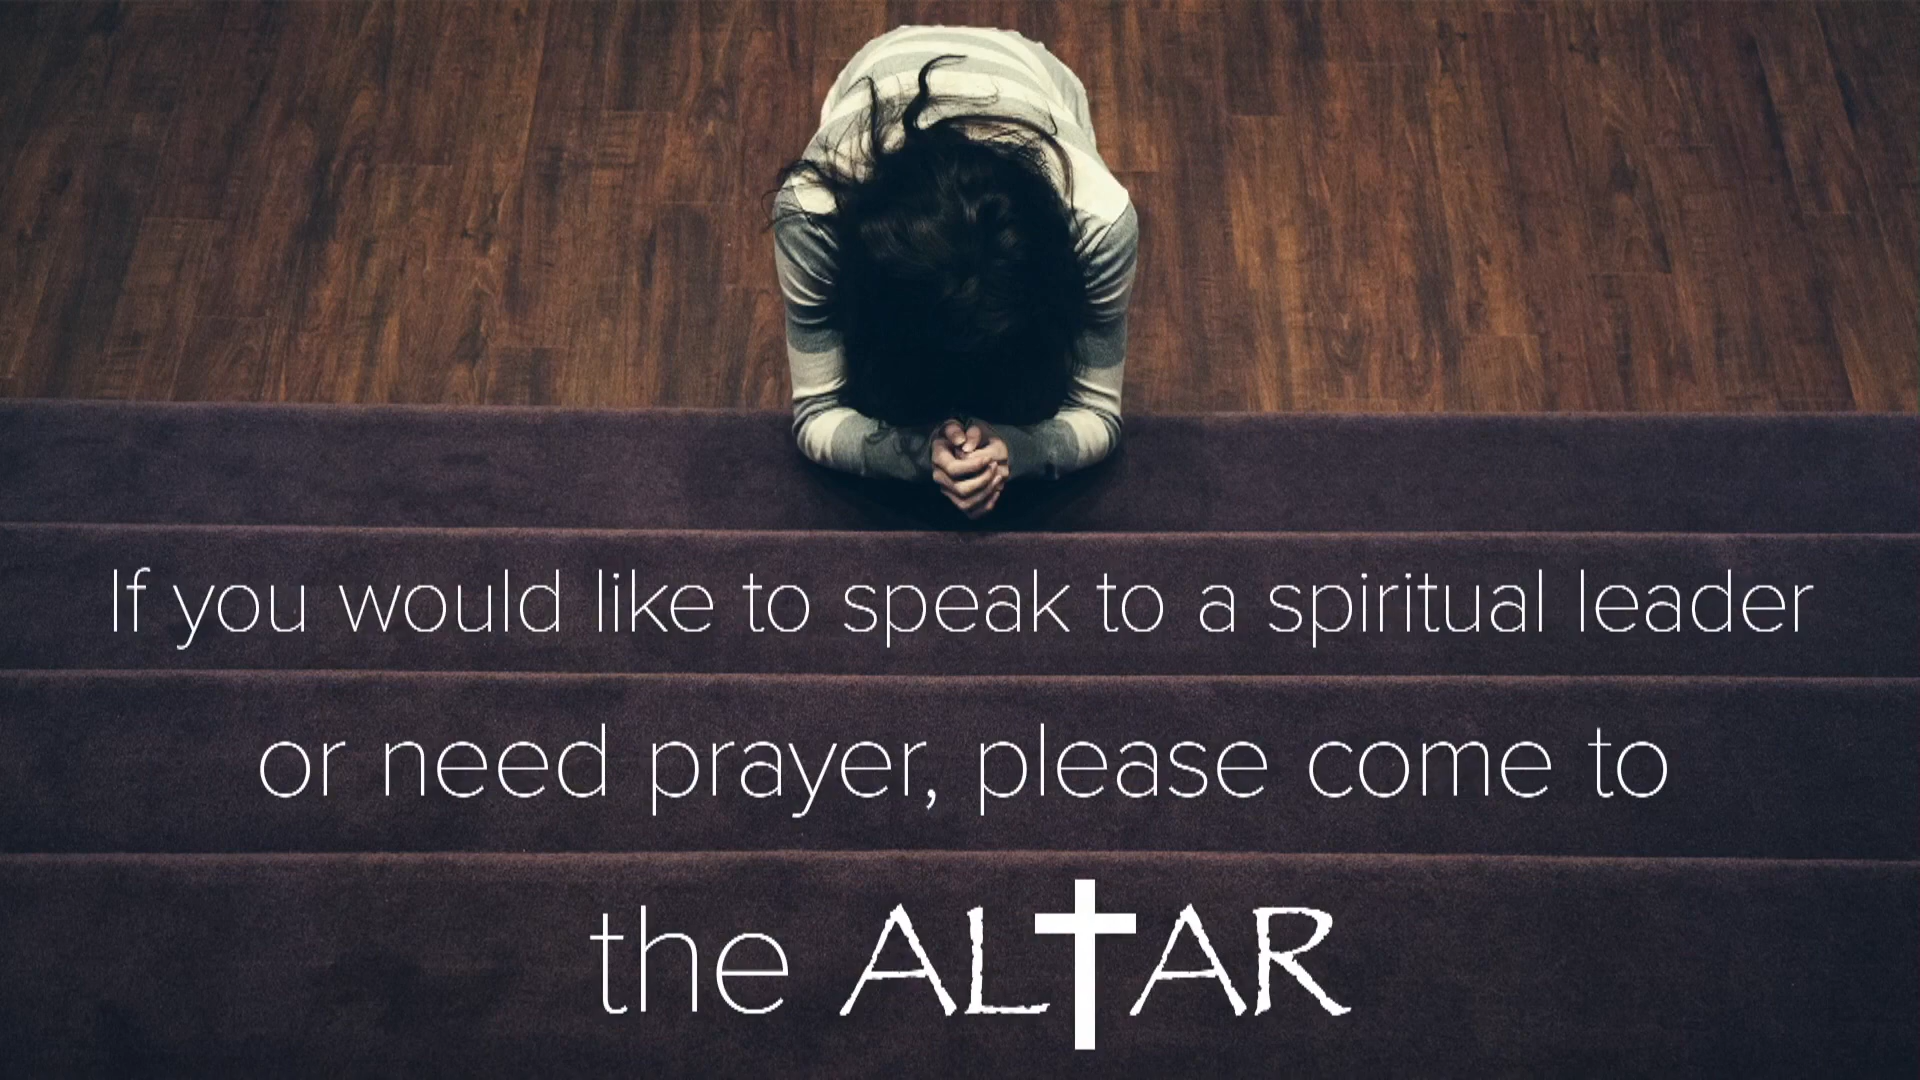 If you would like to speak to a spiritual leader
or need prayer, please come to
the ALTAR